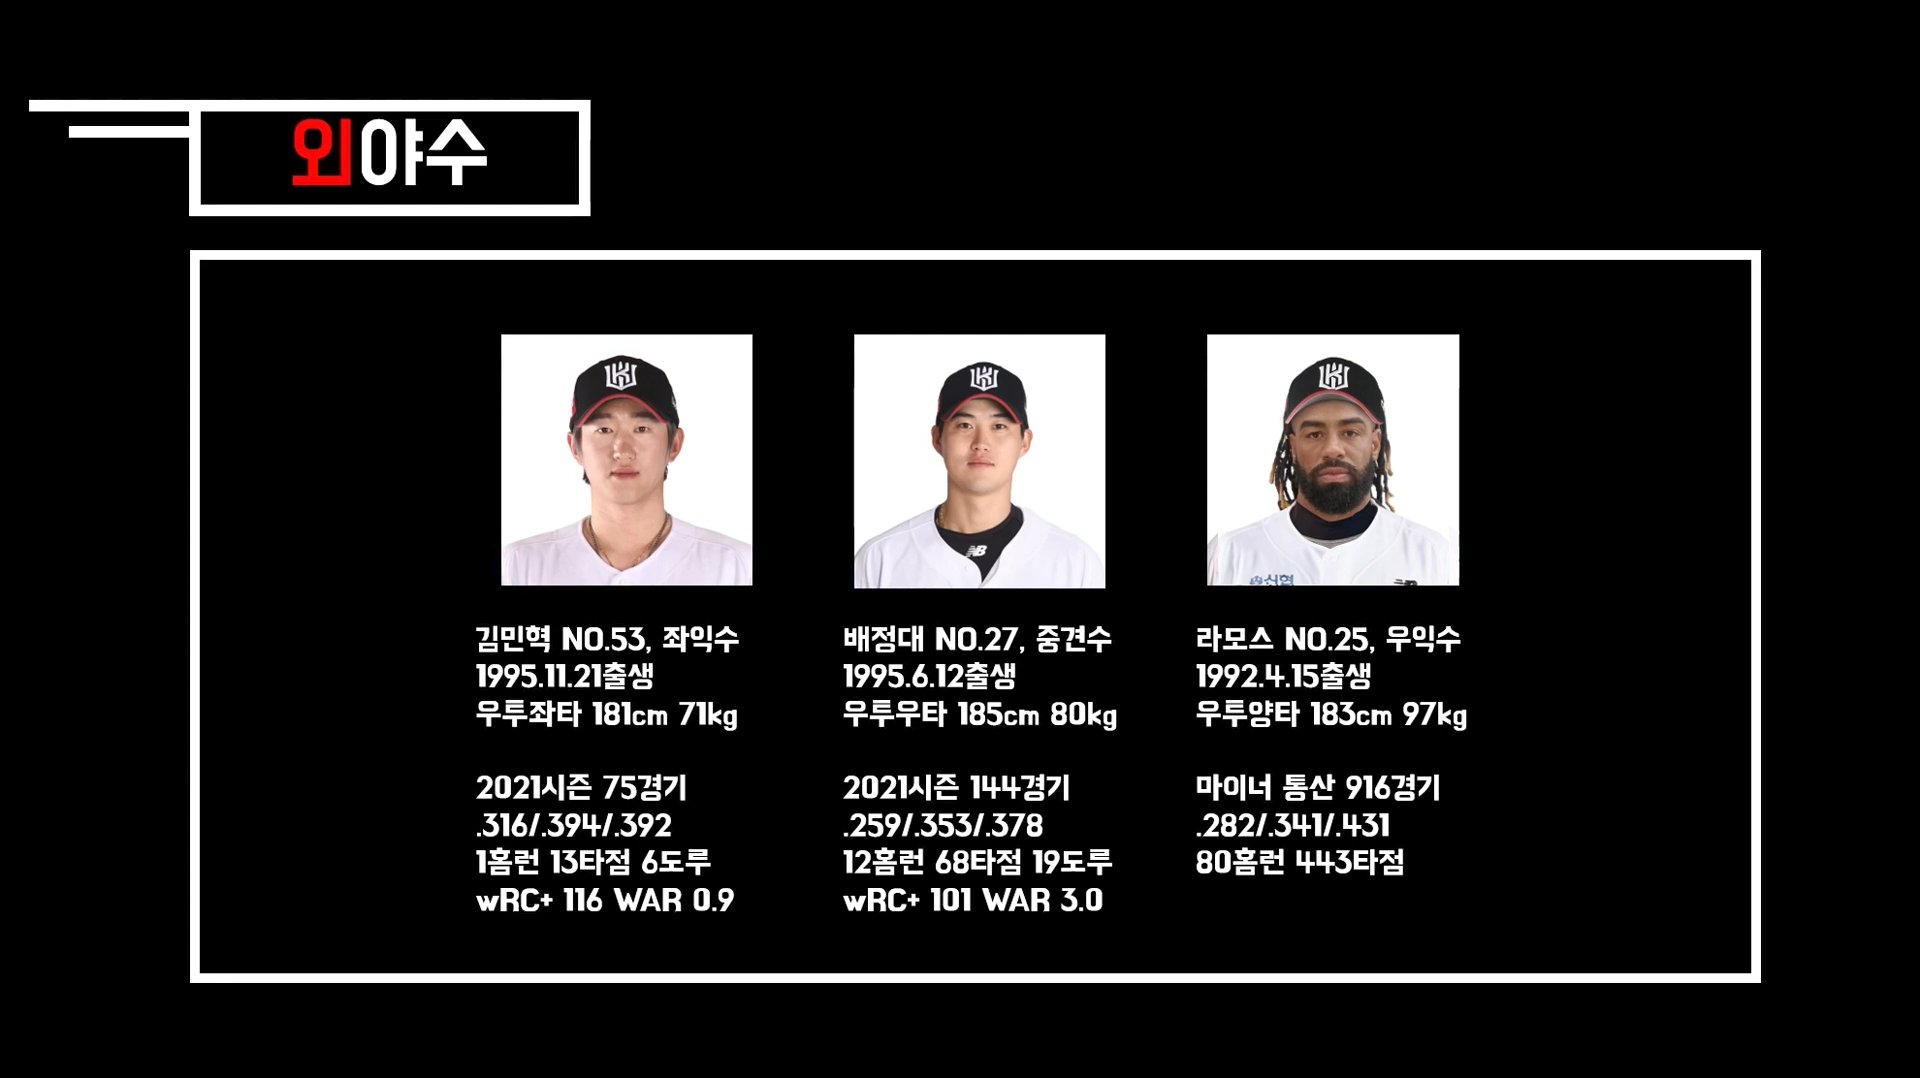 외야수
김민혁 NO.53, 좌익수
1995.11.21출생
우투좌타 181cm 71kg
2021시즌 75경기
.316/.394/.392
1홈런 13타점 6도루
wRC+ 116 WAR 0.9
배정대 NO.27, 중견수
1995.6.12출생
우투우타 185cm 80kg
2021시즌 144경기
.259/.353/.378
12홈런 68타점 19도루
wRC+ 101 WAR 3.0
라모스 NO.25, 우익수
1992.4.15출생
우투양타 183cm 97kg
마이너 통산 916경기
.282/.341/.431
80홈런 443타점
NB